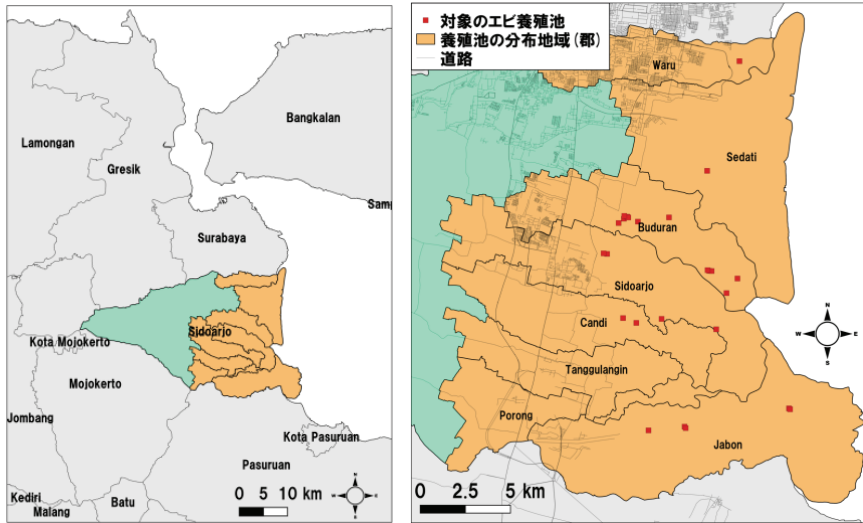 Lamongan
Gresik
Bangkalan
Samp
Surabaya
Sidoarjo
Kota Mojokerto
Mojokerto
Jombang
Kota Pasuruan
Pasuruan
Kediri
Malang
Batu
0 5 10 km
N
W E
S
対象のエビ養殖池
養殖池の分布地域(郡)
道路
Waru
Sedati
Buduran
Sidoarjo
Candi
Tanggulangin
Porong
Jabon
N
W E
S
0 2.5 5 km